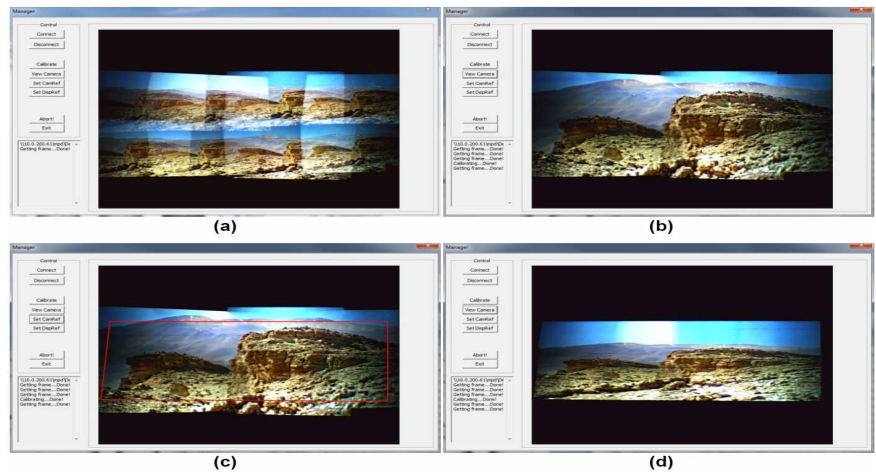 Manager
Control
Connect
Disconnect
Calibrate
View Camera
Set CamRef
Set DispRef
Abort!
Exit
Getting frame...Done!
(a)
Manager
Control
Connect
Disconnect
Calibrate
View Camera
Set CamRef
Set DispRef
Abort!
Exit
Getting frame...Done!
Getting frame...Done!
Getting frame...Done!
Calibrating...Done!
Getting frame...Done!
(b)
Manager
Control
Connect
Disconnect
Calibrate
View Camera
Set CamRef
Set DispRef
Abort!
Exit
Getting frame...Done!
Getting frame...Done!
Getting frame...Done!
Calibrating...Done!
Getting frame...Done!
(c)
Manager
Control
Connect
Disconnect
Calibrate
View Camera
Set CamRef
Set DispRef
Abort!
Exit
Getting frame...Done!
Getting frame...Done!
Calibrating...Done!
Getting frame...Done!
Getting frame...Done!
(d)